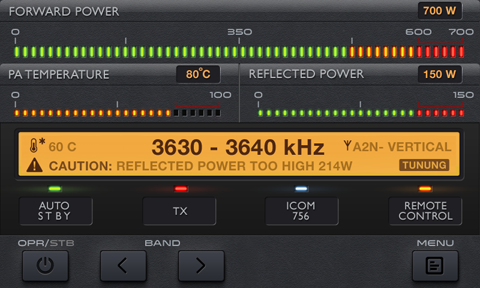 FORWARD POWER 700 W
0 350 600 700
PA TEMPERATURE 80°C REFLECTED POWER 150 W
0 100 0 150
* 60 C 3630 - 3640 kHz A2N- VERTICAL
CAUTION: REFLECTED POWER TOO HIGH 214W TUNUNG
AUTO
ST BY
TX
ICOM
756
REMOTE
CONTROL
OPR/STB BAND MENU